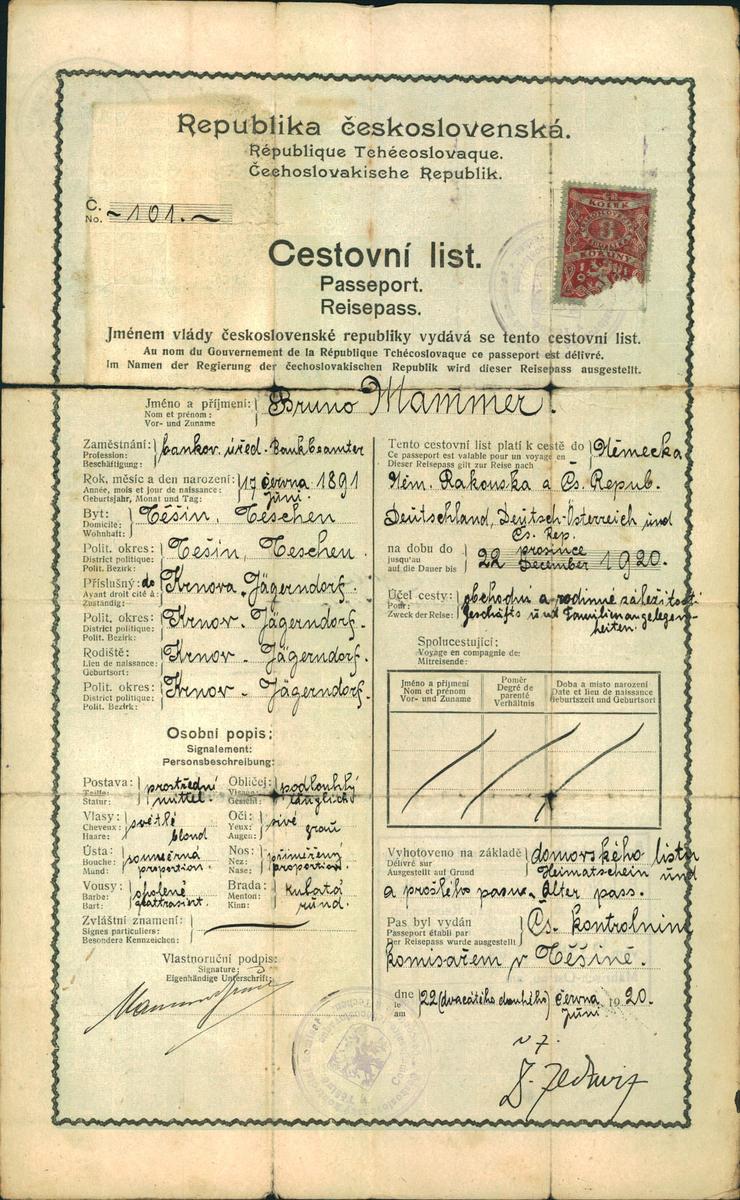 Republika československá.
République Tchécoslovaque.
Čechoslovakische Republik.
Č.
No. ~ 101. ~
KOLEK
3
KORUNY
Cestovní list.
Passeport.
Reisepass.
Jménem vlády československé republiky vydává se tento cestovní list.
Au nom du Gouvernement de la République Tchécoslovaque ce passeport est délivré.
Im Namen der Regierung der čechoslovakischen Republik wird dieser Reisepass ausgestellt.
Jméno a příjmení:
Nom et prénom:
Vor- und Zuname
Bruno Mammer.
Zaměstnání:
Profession:
Beschäftigung:
bankov. úřed. Bankbeamter
Rok, měsíc a den narození:
Année, mois et jour de naissance:
Geburtsjahr, Monat und Tag:
17 června 1891
Juni
Byt:
Domicile:
Wohnhaft:
Těšín, Teschen
Polit. okres:
District politique:
Polit. Bezirk:
Těšín, Teschen.
Příslušný: do
Ayant droit cité à:
Zuständig:
Krnova. Jägerndorf.
Polit. okres:
District politique:
Polit. Bezirk:
Krnov. Jägerndorf.
Rodiště:
Lieu de naissance:
Geburtsort:
Krnov. Jägerndorf.
Polit. okres:
District politique:
Polit. Bezirk:
Krnov. Jägerndorf.
Osobní popis:
Signalement:
Personsbeschreibung:
Postava:
Taille:
Statur:
prostřední
mittel.
Obličej:
Visage:
Gesicht:
podlouhlý
länglich
Vlasy:
Cheveux:
Haare:
světlé
blond
Oči:
Yeux:
Augen:
sivé
grau
Ústa:
Bouche:
Mund:
souměrná
proportion.
Nos:
Nez:
Nase:
přiměřený
proportion.
Vousy:
Barbe:
Bart:
oholené
glattrasiert.
Brada:
Menton:
Kinn:
kulatá
rund.
Zvláštní znamení:
Signes particuliers:
Besondere Kennzeichen:
Vlastnoruční podpis:
Signature:
Eigenhändige Unterschrift:
Tento cestovní list platí k cestě do
Ce passeport est valable pour un voyage en
Dieser Reisepass gilt zur Reise nach
Německa
Něm. Rakouska a Čs. Repub.
Deutschland, Deutsch-Österreich und
Čs. Rep.
na dobu do
jusqu'au
auf die Dauer bis
22 prosince 1920.
Dezember
Účel cesty:
Pour:
Zweck der Reise:
obchodu a rodinné záležitosti
Geschäfts und Familienangelegen-
heiten.
Spolucestující:
Voyage en compagnie de:
Mitreisende:
Jméno a příjmení
Nom et prénom
Vor- und Zuname
Poměr
Degré de
parenté
Verhältnis
Doba a místo narození
Date et lieu de naissance
Geburtszeit und Geburtsort
Vyhotoveno na základě
Délivré sur
Ausgestellt auf Grund
domovského listu
Heimatschein und
a prošlého pasu. Alter pass.
Pas byl vydán
Passeport établi par
Der Reisepass wurde ausgestellt
Čs. kontrolním
komisařem v Těšíně.
dne
le
am
22 (dvacátého druhého) června 1920.
Juni